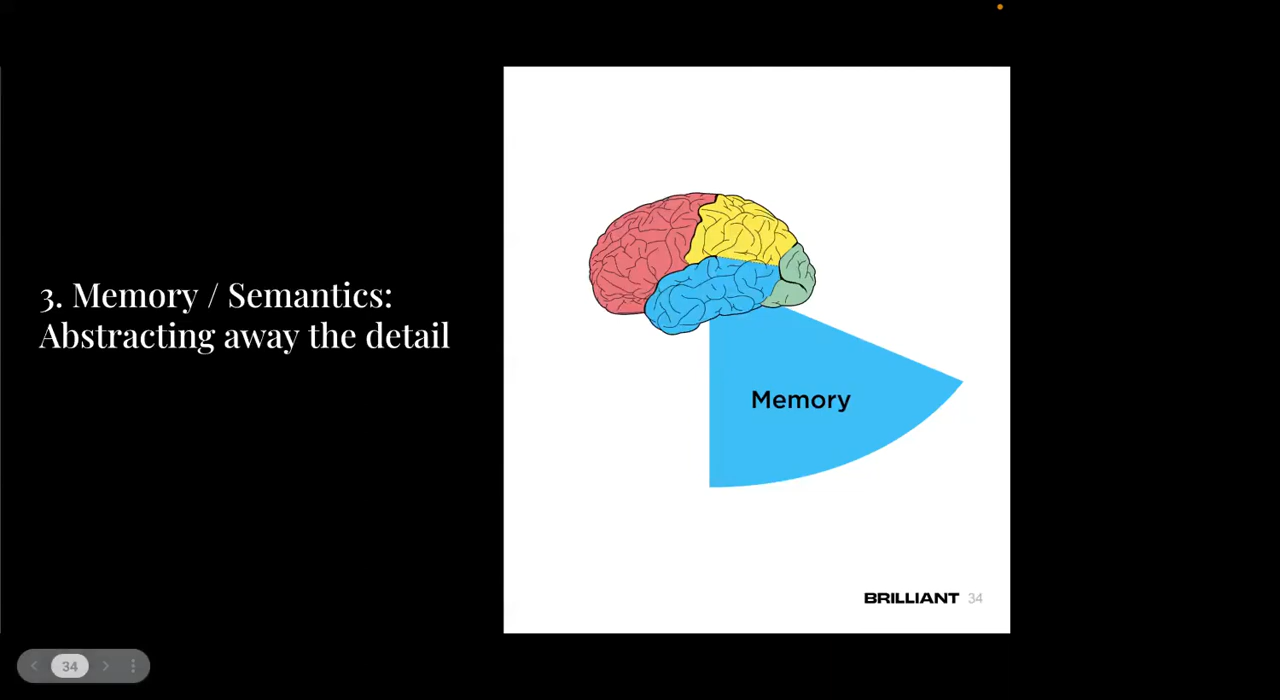 3. Memory / Semantics:
Abstracting away the detail
Memory
BRILLIANT 34
34